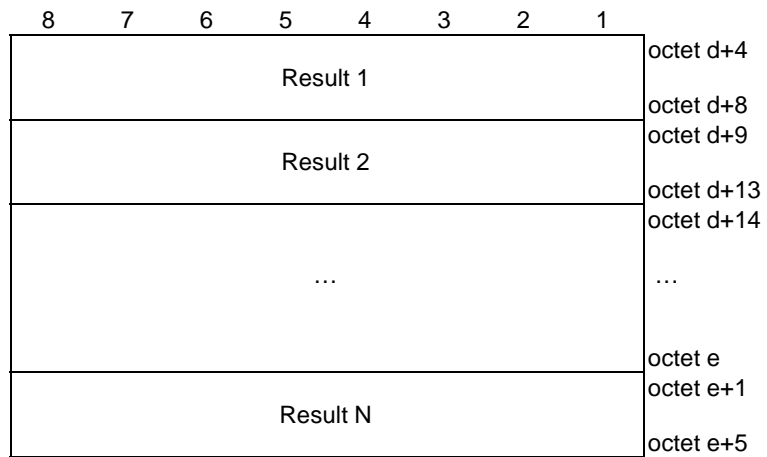 8 7 6 5 4 3 2 1
octet d+4
Result 1
octet d+8
octet d+9
Result 2
octet d+13
octet d+14
… …
octet e
octet e+1
Result N
octet e+5